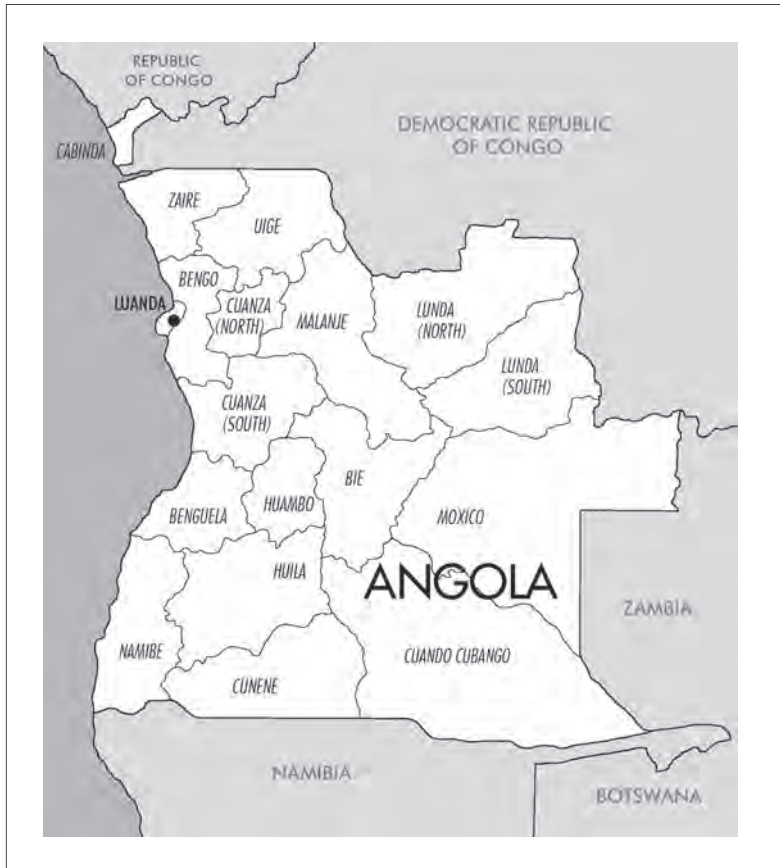 REPUBLIC
OF CONGO
DEMOCRATIC REPUBLIC
OF CONGO
CABINDA
ZAIRE
UIGE
BENGO
LUANDA
CUANZA
(NORTH)
MALANJE
LUNDA
(NORTH)
LUNDA
(SOUTH)
CUANZA
(SOUTH)
BIE
HUAMBO
BENGUELA
MOXICO
HUILA
ANGOLA
ZAMBIA
NAMIBE
CUNENE
CUANDO CUBANGO
NAMIBIA
BOTSWANA